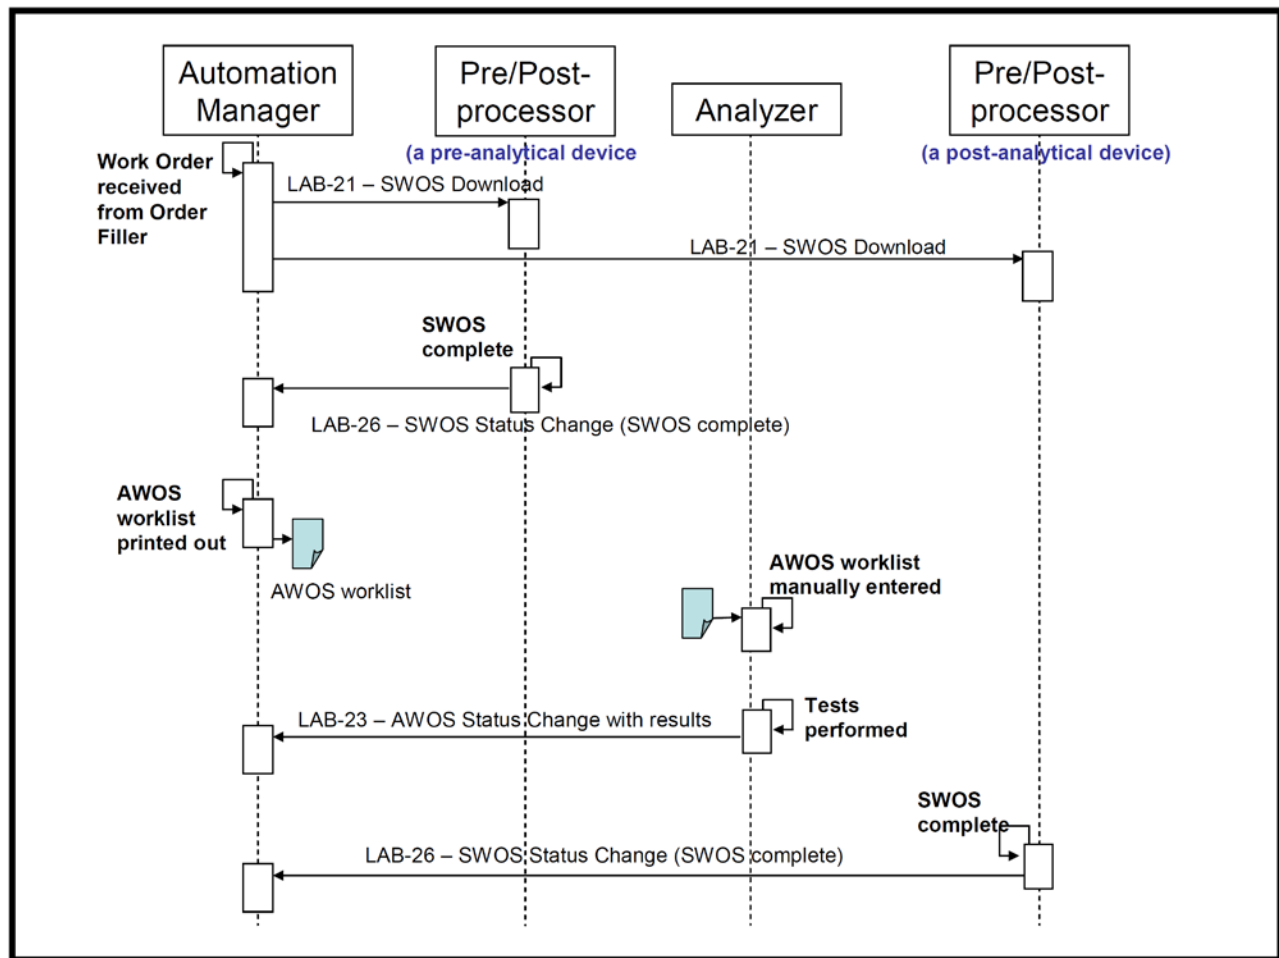 Automation
Manager
Pre/Post-
processor
Analyzer
Pre/Post-
processor
(a pre-analytical device
(a post-analytical device)
Work Order
received
from Order
Filler
LAB-21 – SWOS Download
LAB-21 – SWOS Download
SWOS
complete
LAB-26 – SWOS Status Change (SWOS complete)
AWOS
worklist
printed out
AWOS worklist
AWOS worklist
manually entered
LAB-23 – AWOS Status Change with results
Tests
performed
SWOS
complete
LAB-26 – SWOS Status Change (SWOS complete)